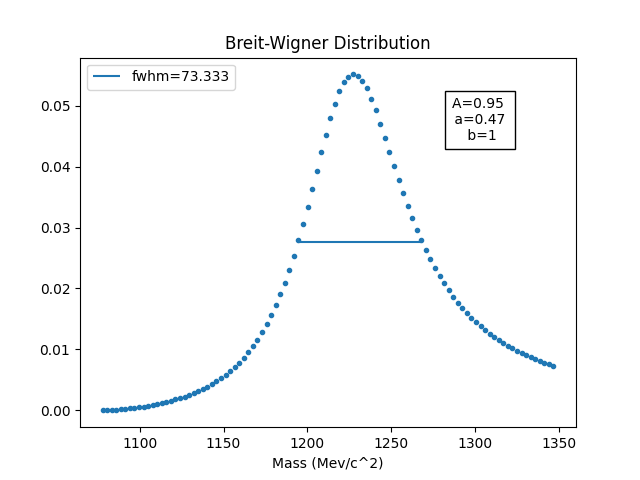 Breit-Wigner Distribution
fwhm=73.333
A=0.95
a=0.47
b=1
0.05
0.04
0.03
0.02
0.01
0.00
1100 1150 1200 1250 1300 1350
Mass (Mev/c^2)